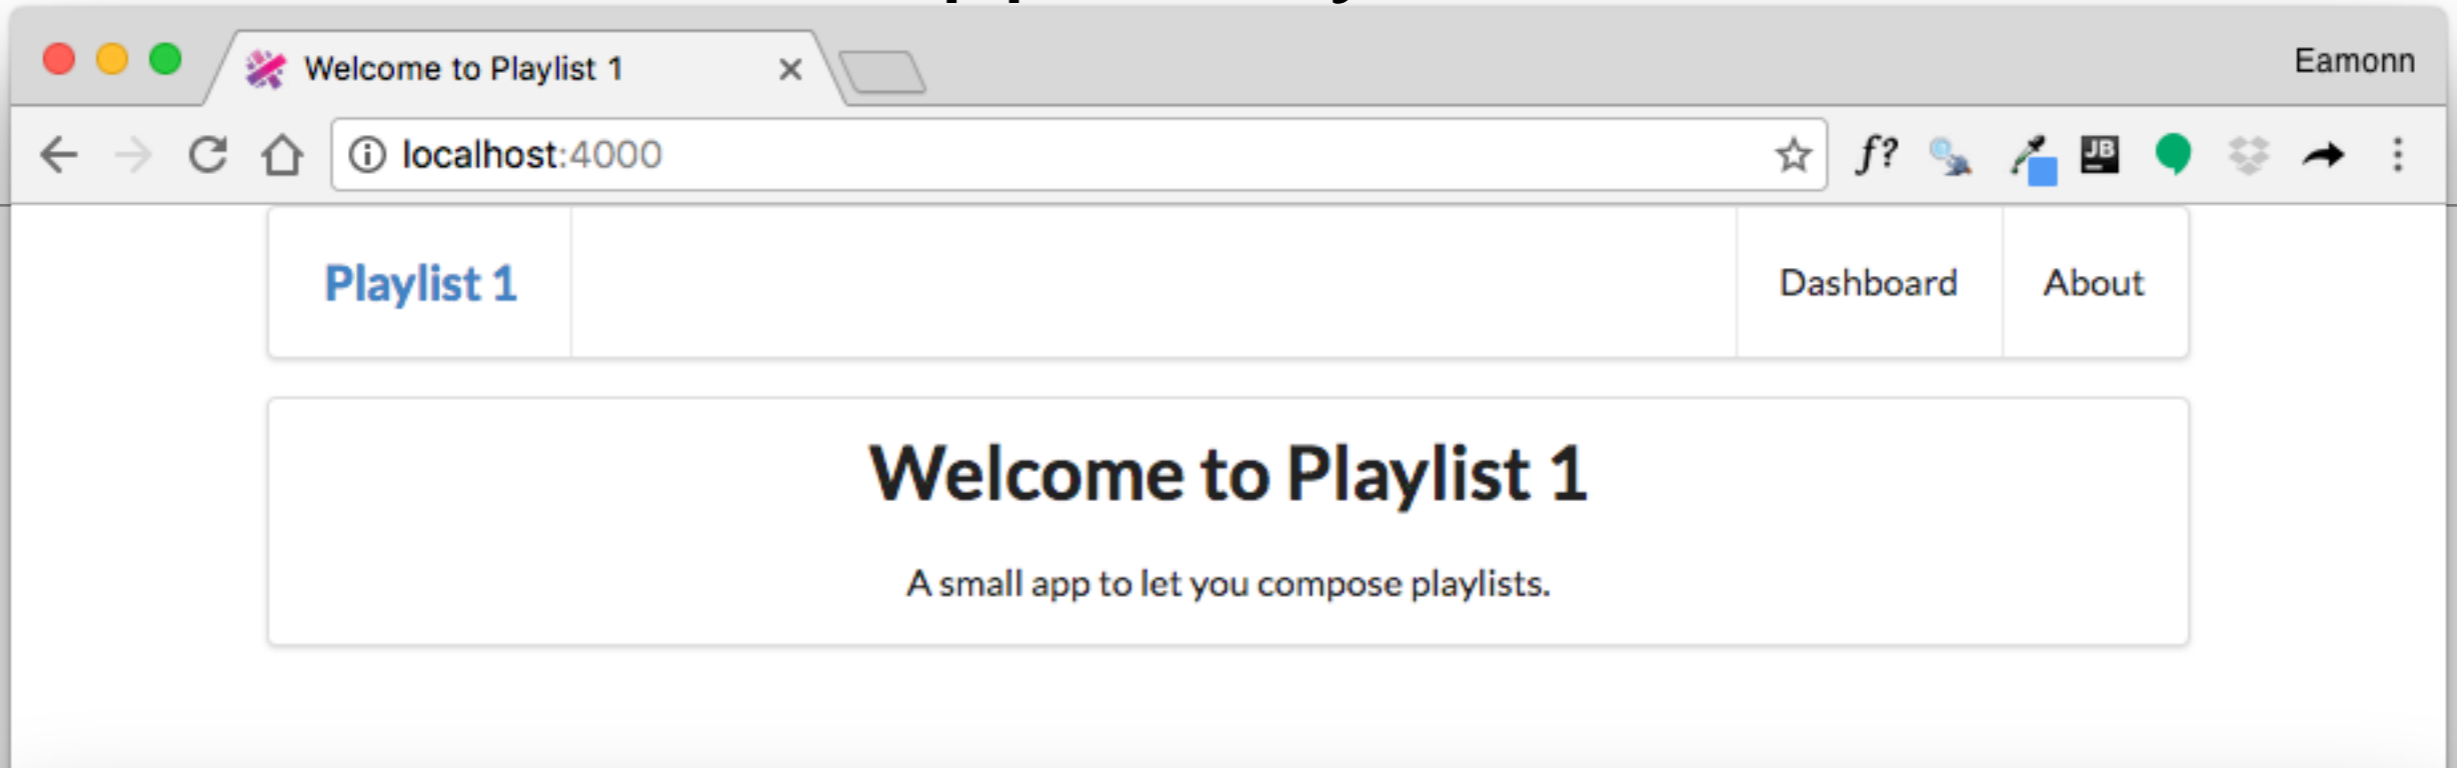 Welcome to Playlist 1
Eamonn
localhost:4000
f?
JB
Playlist 1
Dashboard
About
Welcome to Playlist 1
A small app to let you compose playlists.